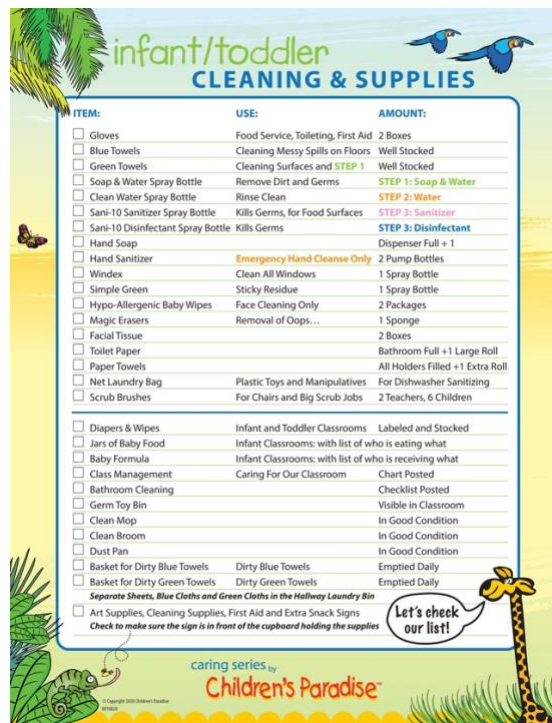 infant/toddler
CLEANING & SUPPLIES
ITEM: USE: AMOUNT:
Gloves Food Service, Toileting, First Aid 2 Boxes
Blue Towels Cleaning Messy Spills on Floors Well Stocked
Green Towels Cleaning Surfaces and STEP 1 Well Stocked
Soap & Water Spray Bottle Remove Dirt and Germs STEP 1: Soap & Water
Clean Water Spray Bottle Rinse Clean STEP 2: Water
Sani-10 Sanitizer Spray Bottle Kills Germs, for Food Surfaces STEP 3: Sanitizer
Sani-10 Disinfectant Spray Bottle Kills Germs STEP 3: Disinfectant
Hand Soap Dispenser Full + 1
Hand Sanitizer Emergency Hand Cleanse Only 2 Pump Bottles
Windex Clean All Windows 1 Spray Bottle
Simple Green Sticky Residue 1 Spray Bottle
Hypo-Allergenic Baby Wipes Face Cleaning Only 2 Packages
Magic Erasers Removal of Oops... 1 Sponge
Facial Tissue 2 Boxes
Toilet Paper Bathroom Full +1 Large Roll
Paper Towels All Holders Filled +1 Extra Roll
Net Laundry Bag Plastic Toys and Manipulatives For Dishwasher Sanitizing
Scrub Brushes For Chairs and Big Scrub Jobs 2 Teachers, 6 Children
Diapers & Wipes Infant and Toddler Classrooms Labeled and Stocked
Jars of Baby Food Infant Classrooms: with list of who is eating what
Baby Formula Infant Classrooms: with list of who is receiving what
Class Management Caring For Our Classroom Chart Posted
Bathroom Cleaning Checklist Posted
Germ Toy Bin Visible in Classroom
Clean Mop In Good Condition
Clean Broom In Good Condition
Dust Pan In Good Condition
Basket for Dirty Blue Towels Dirty Blue Towels Emptied Daily
Basket for Dirty Green Towels Dirty Green Towels Emptied Daily
Separate Sheets, Blue Cloths and Green Cloths in the Hallway Laundry Bin
Art Supplies, Cleaning Supplies, First Aid and Extra Snack Signs
Check to make sure the sign is in front of the cupboard holding the supplies
Let's check
our list!
caring series by
Children's Paradise™
© Copyright 2020 Children's Paradise